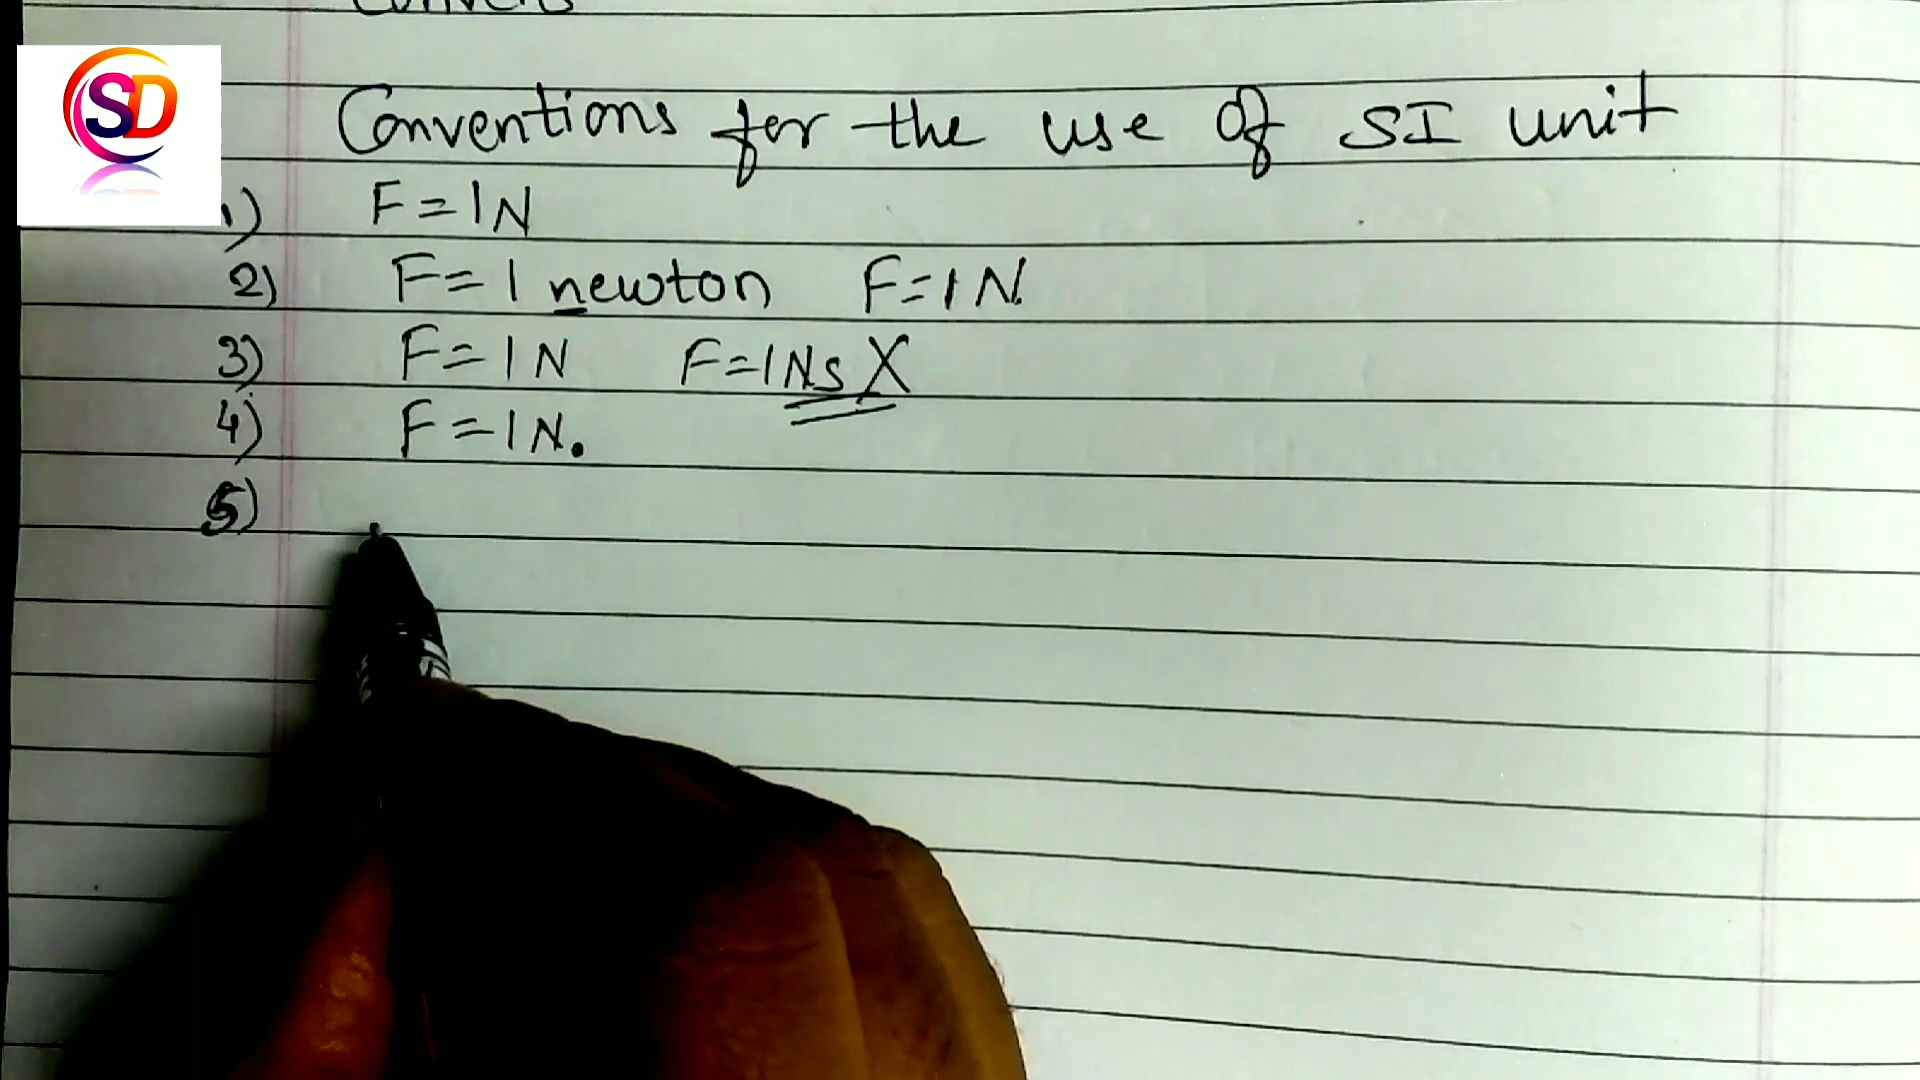 SD
Conventions for the use of SI unit
1) F=1N
2) F=1 newton F=1N.
3) F=1N F=1Ns X
4) F=1N.
5)